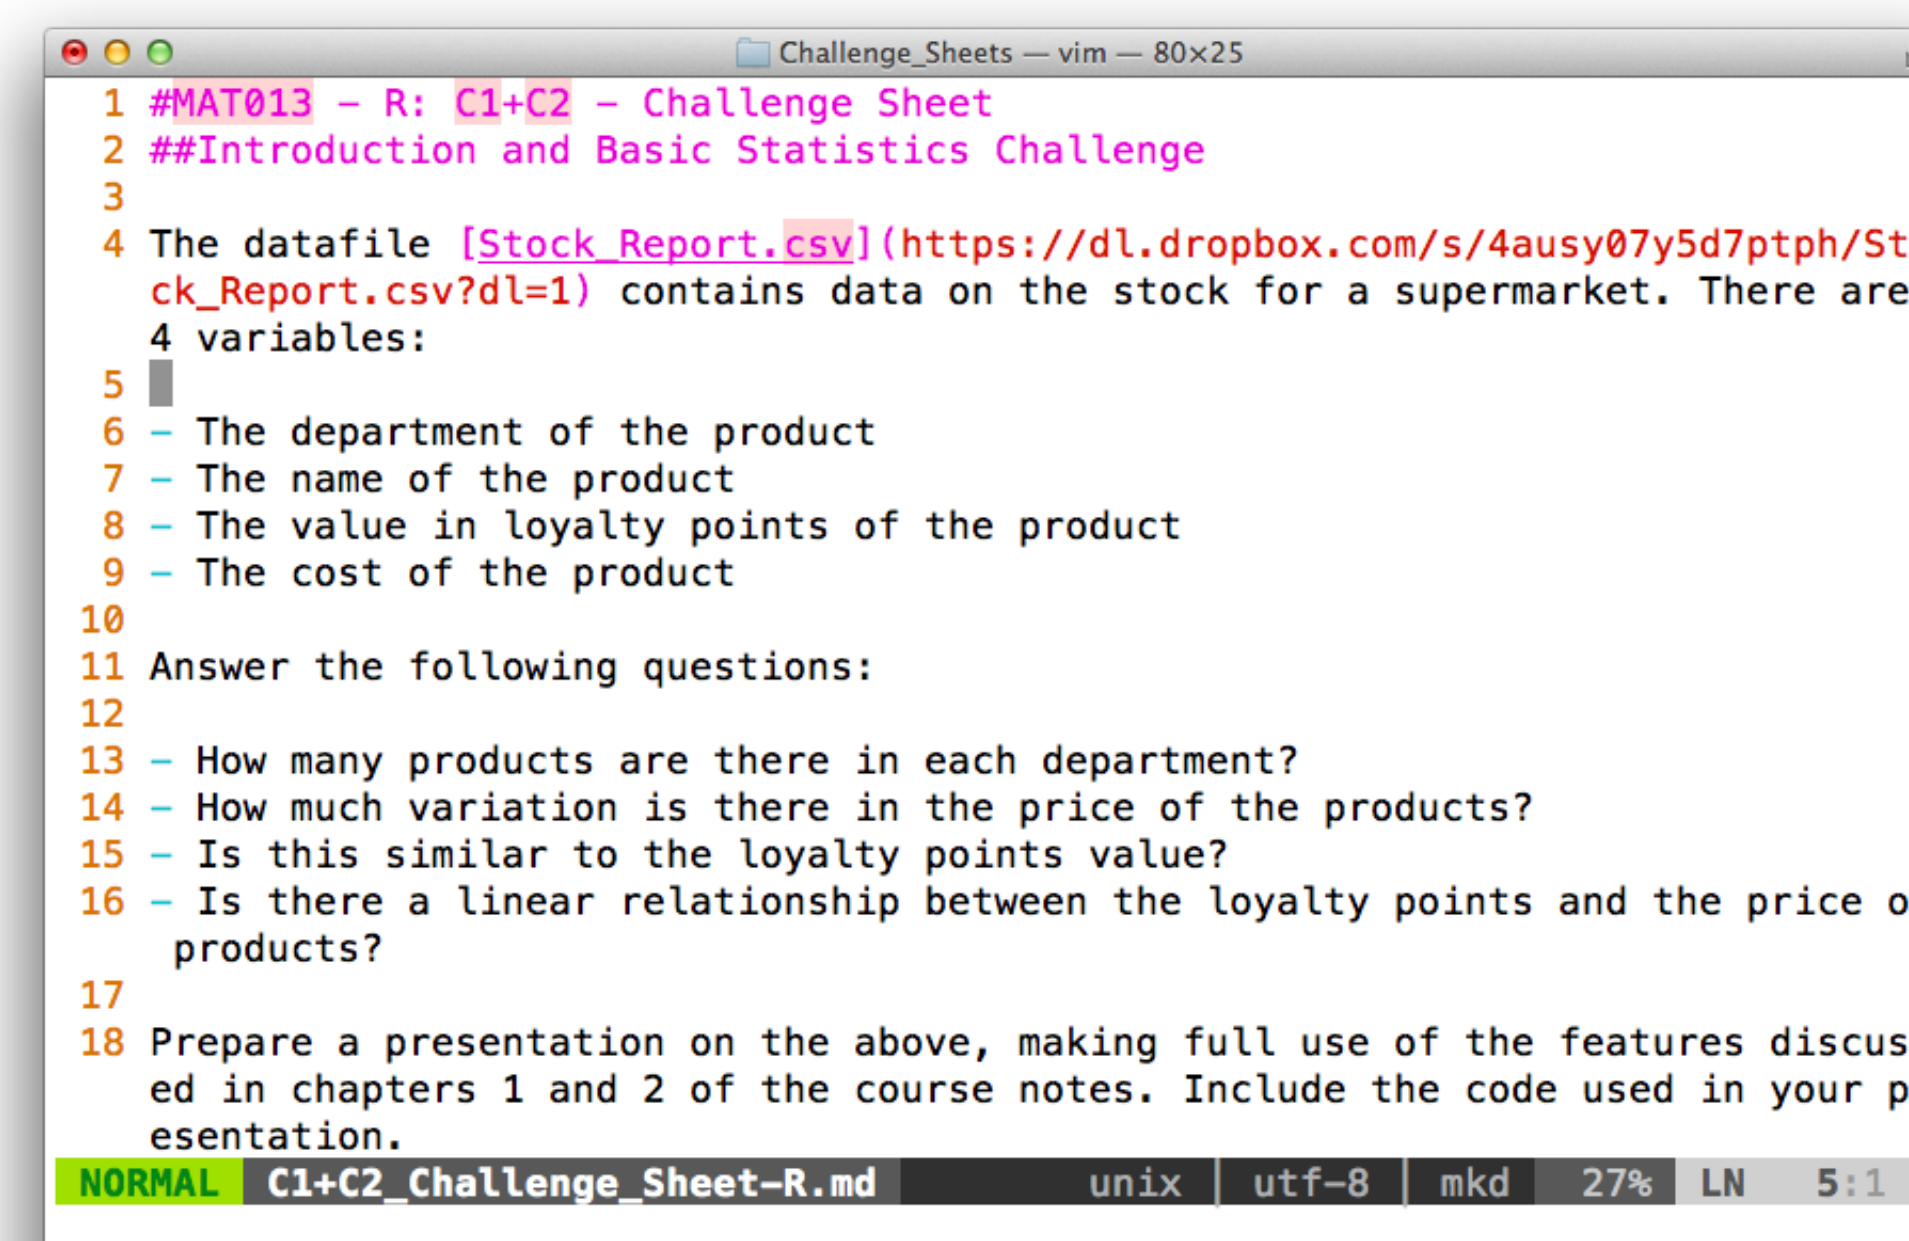 Challenge_Sheets — vim — 80×25
1 #MAT013 – R: C1+C2 – Challenge Sheet
2 ##Introduction and Basic Statistics Challenge
3
4 The datafile [Stock_Report.csv](https://dl.dropbox.com/s/4ausy07y5d7ptph/St
ck_Report.csv?dl=1) contains data on the stock for a supermarket. There are
4 variables:
5
6 – The department of the product
7 – The name of the product
8 – The value in loyalty points of the product
9 – The cost of the product
10
11 Answer the following questions:
12
13 – How many products are there in each department?
14 – How much variation is there in the price of the products?
15 – Is this similar to the loyalty points value?
16 – Is there a linear relationship between the loyalty points and the price o
products?
17
18 Prepare a presentation on the above, making full use of the features discus
ed in chapters 1 and 2 of the course notes. Include the code used in your p
esentation.
NORMAL C1+C2_Challenge_Sheet–R.md unix | utf–8 | mkd 27% LN 5:1